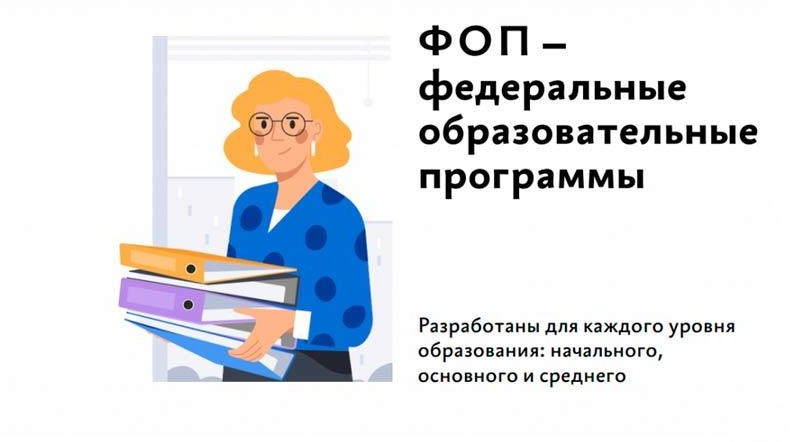 ФОП –
федеральные
образовательные
программы
Разработаны для каждого уровня
образования: начального,
основного и среднего